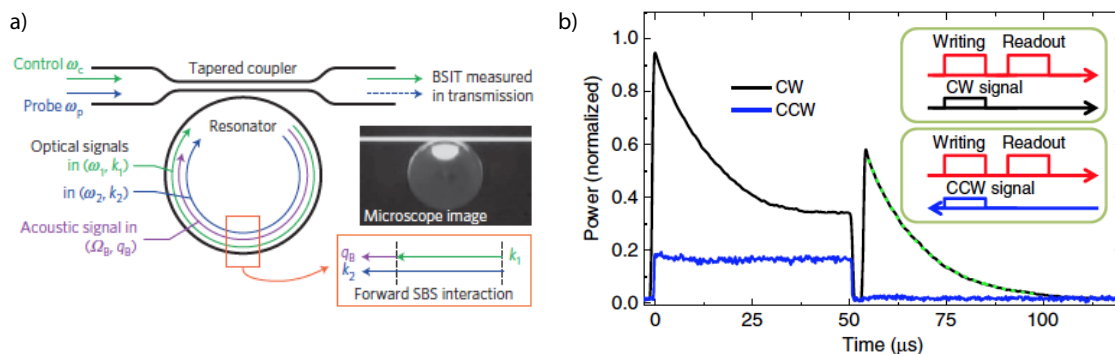 a)
Control ωc
Probe ωp
Tapered coupler
BSIT measured
in transmission
Resonator
Optical signals
in (ω1, k1)
in (ω2, k2)
Acoustic signal in
(ΩB, qB)
Microscope image
qB
k1
k2
Forward SBS interaction
b)
Power (normalized)
1.0
0.8
0.6
0.4
0.2
0.0
0
25
50
75
100
Time (μs)
CW
CCW
Writing Readout
CW signal
Writing Readout
CCW signal